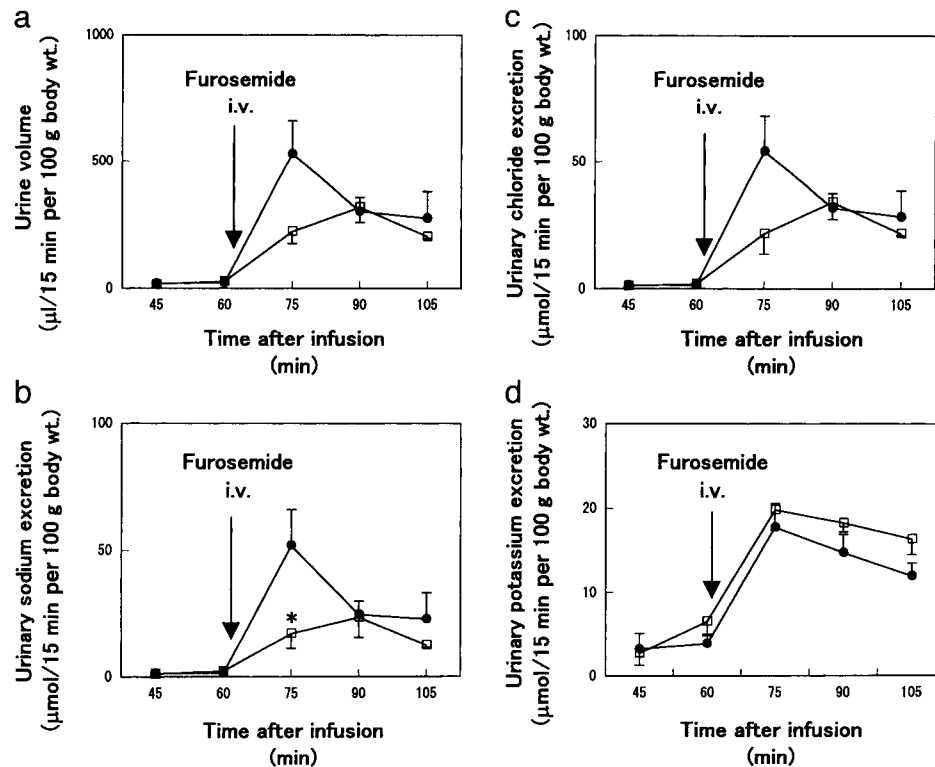 a
Urine volume
(µl/15 min per 100 g body wt.)
1000
500
0
Furosemide
i.v.
45 60 75 90 105
Time after infusion
(min)
c
Urinary chloride excretion
(µmol/15 min per 100 g body wt.)
100
50
0
Furosemide
i.v.
45 60 75 90 105
Time after infusion
(min)
b
Urinary sodium excretion
(µmol/15 min per 100 g body wt.)
100
50
0
Furosemide
i.v.
*
45 60 75 90 105
Time after infusion
(min)
d
Urinary potassium excretion
(µmol/15 min per 100 g body wt.)
30
20
10
0
Furosemide
i.v.
45 60 75 90 105
Time after infusion
(min)